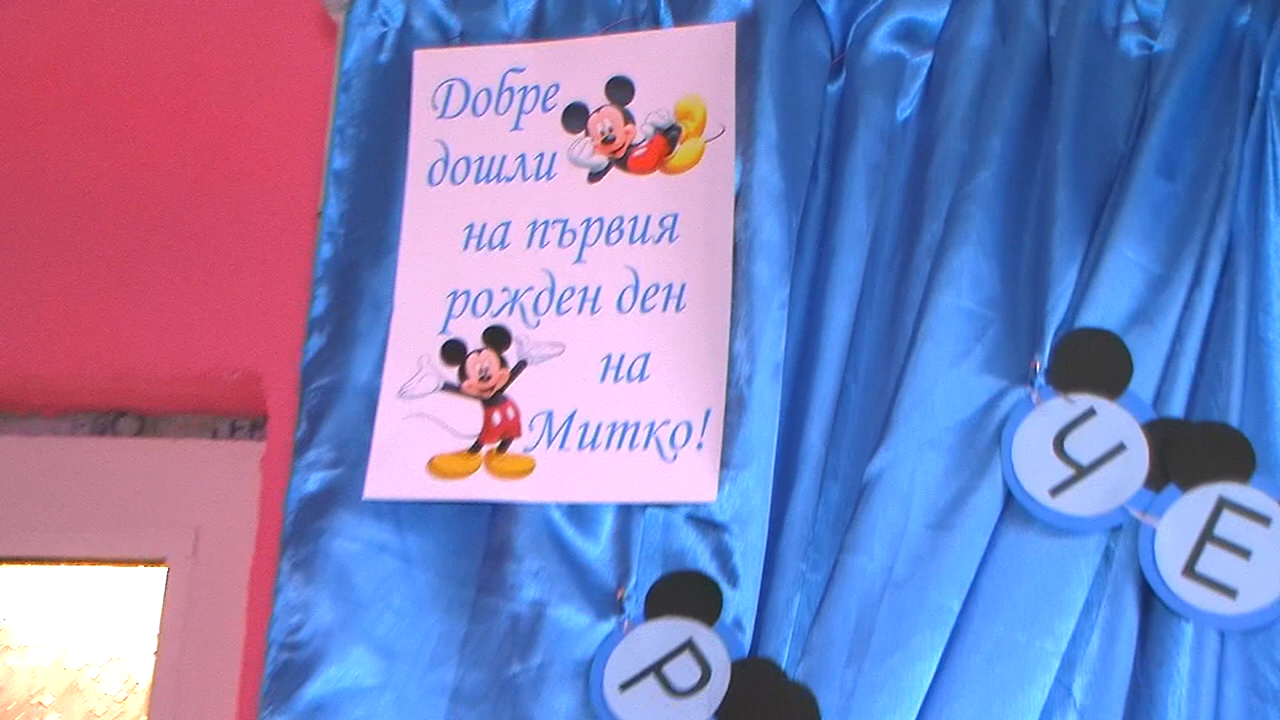 Добре
дошли
на първия
рожден ден
на
Митко!
Ч Е
Р